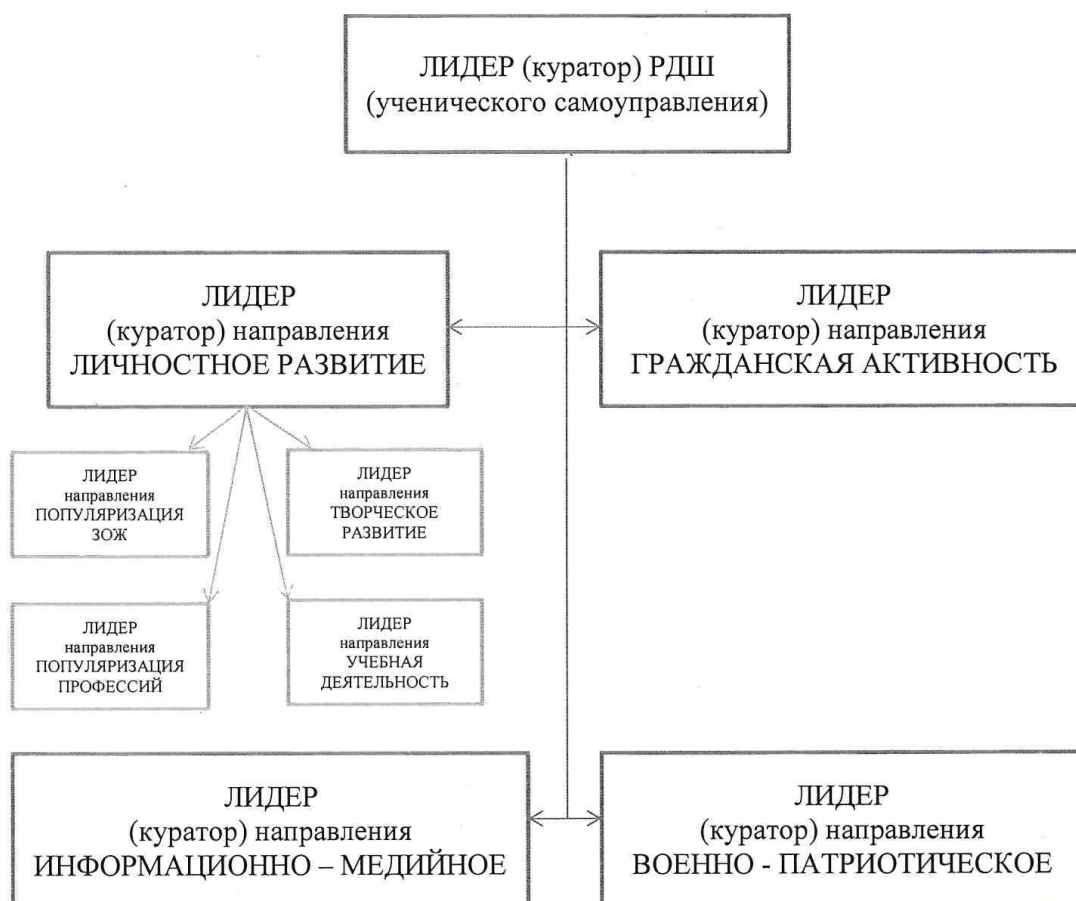 ЛИДЕР (куратор) РДШ
(ученического самоуправления)
ЛИДЕР
(куратор) направления
ЛИЧНОСТНОЕ РАЗВИТИЕ
ЛИДЕР
(куратор) направления
ГРАЖДАНСКАЯ АКТИВНОСТЬ
ЛИДЕР
направления
ПОПУЛЯРИЗАЦИЯ
ЗОЖ
ЛИДЕР
направления
ТВОРЧЕСКОЕ
РАЗВИТИЕ
ЛИДЕР
направления
ПОПУЛЯРИЗАЦИЯ
ПРОФЕССИЙ
ЛИДЕР
направления
УЧЕБНАЯ
ДЕЯТЕЛЬНОСТЬ
ЛИДЕР
(куратор) направления
ИНФОРМАЦИОННО – МЕДИЙНОЕ
ЛИДЕР
(куратор) направления
ВОЕННО - ПАТРИОТИЧЕСКОЕ